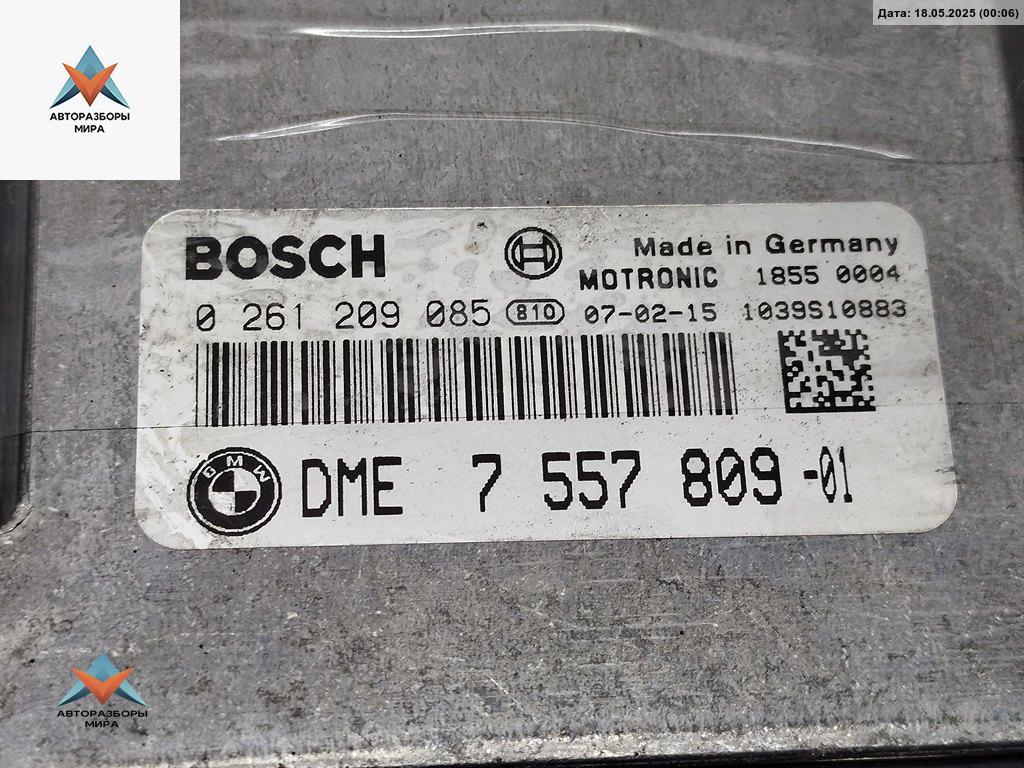 Дата: 18.05.2025 (00:06)
АВТОРАЗБОРЫ
МИРА
BOSCH
Made in Germany
MOTRONIC 1855 0004
0 261 209 085 810 07-02-15 1039S10883
BMW
DME 7 557 809 -01
АВТОРАЗБОРЫ
МИРА